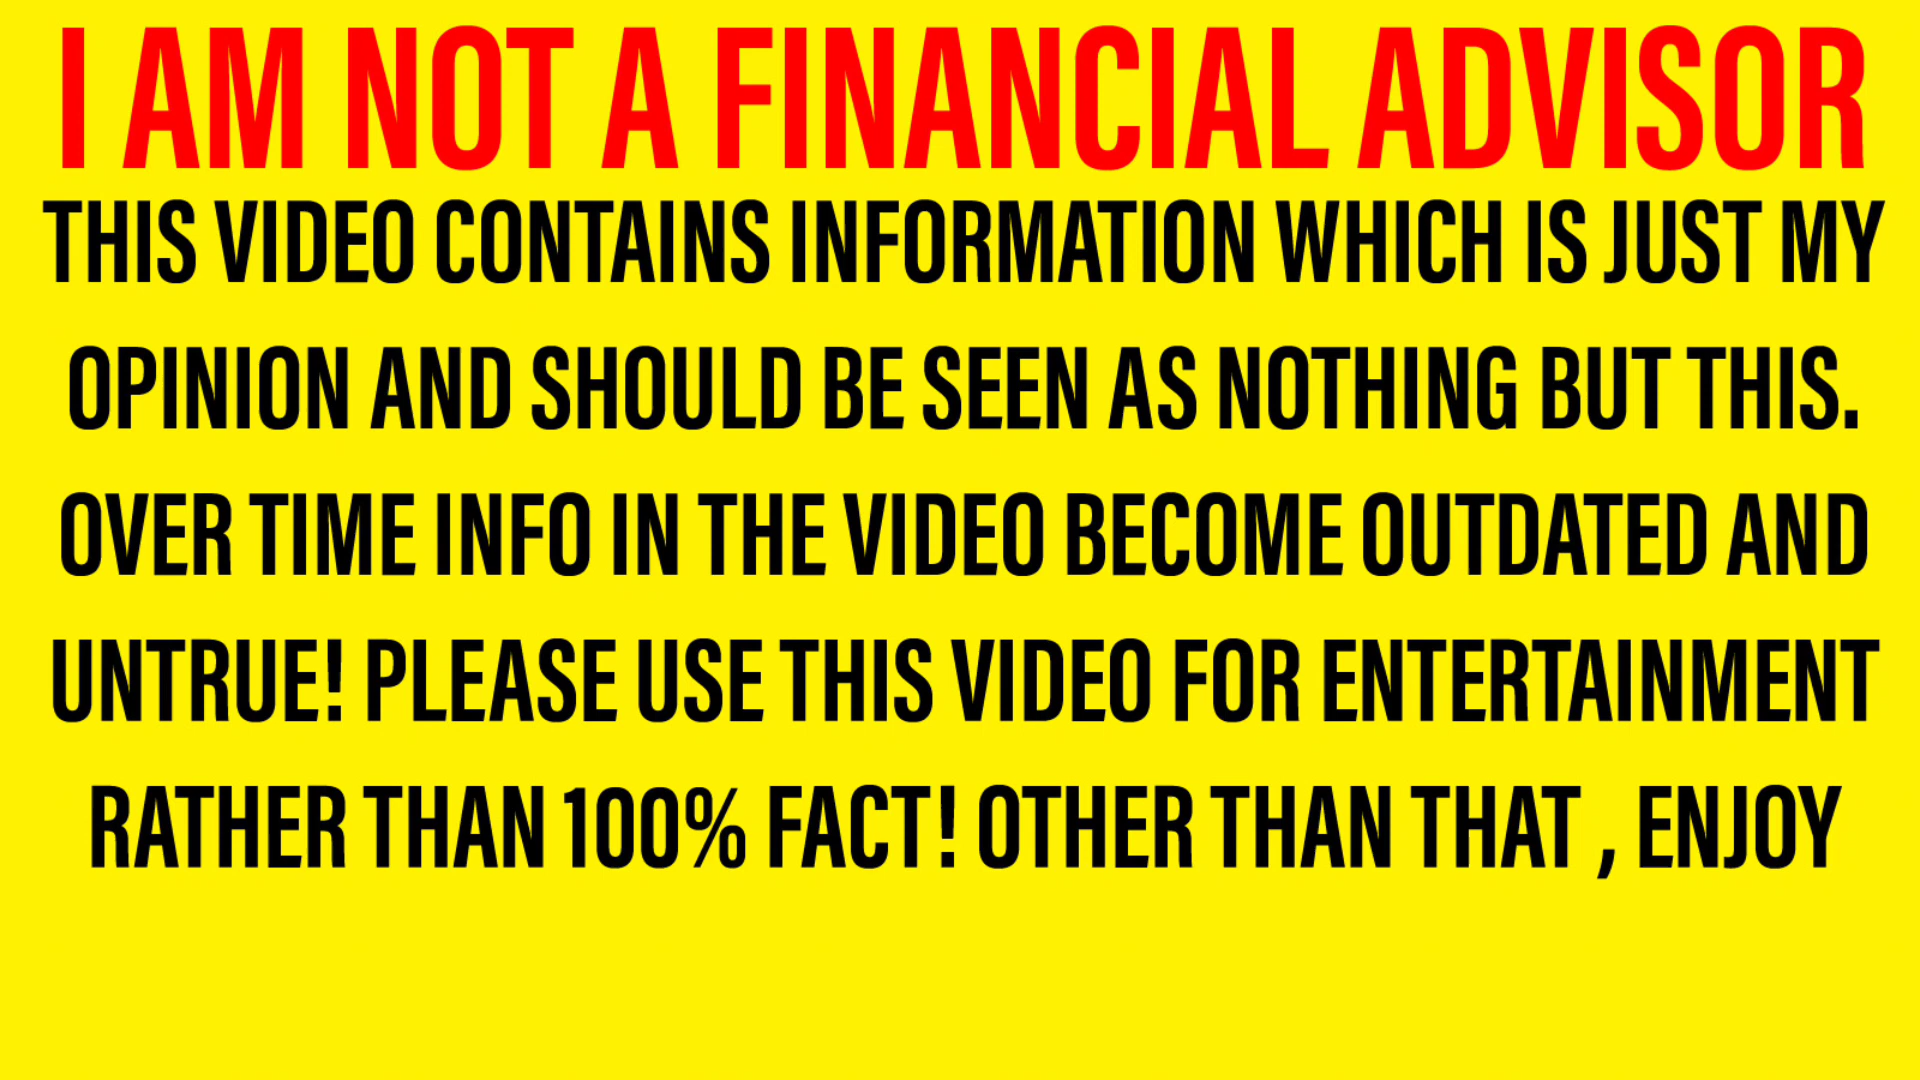 I AM NOT A FINANCIAL ADVISOR
THIS VIDEO CONTAINS INFORMATION WHICH IS JUST MY
OPINION AND SHOULD BE SEEN AS NOTHING BUT THIS.
OVER TIME INFO IN THE VIDEO BECOME OUTDATED AND
UNTRUE! PLEASE USE THIS VIDEO FOR ENTERTAINMENT
RATHER THAN 100% FACT! OTHER THAN THAT , ENJOY